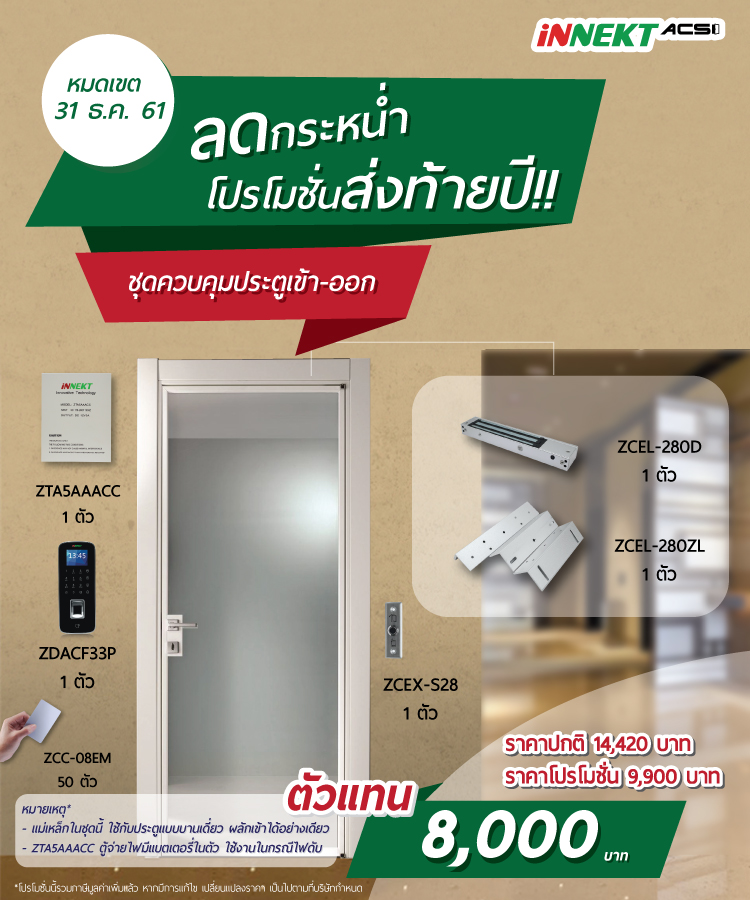 iNNEKT ACSI
หมดเขต
31 ธ.ค. 61
ลดกระหน่ำ
โปรโมชั่นส่งท้ายปี!!
ชุดควบคุมประตูเข้า-ออก
iNNEKT
Innovation Technology
ZTA5AAACC
1 ตัว
13:45
ZDACF33P
1 ตัว
ZCC-08EM
50 ตัว
ZCEL-280D
1 ตัว
ZCEL-280ZL
1 ตัว
ZCEX-S28
1 ตัว
ราคาปกติ 14,420 บาท
ราคาโปรโมชั่น 9,900 บาท
ตัวแทน
8,000 บาท
หมายเหตุ*
- แม่เหล็กในชุดนี้ ใช้กับประตูแบบบานเดี่ยว ผลักเข้าได้อย่างเดียว
- ZTA5AAACC ตู้จ่ายไฟมีแบตเตอรี่ในตัว ใช้งานในกรณีไฟดับ
*โปรโมชั่นนี้รวมภาษีมูลค่าเพิ่มแล้ว หากมีการแก้ไข เปลี่ยนแปลงราคา เป็นไปตามที่บริษัทกำหนด